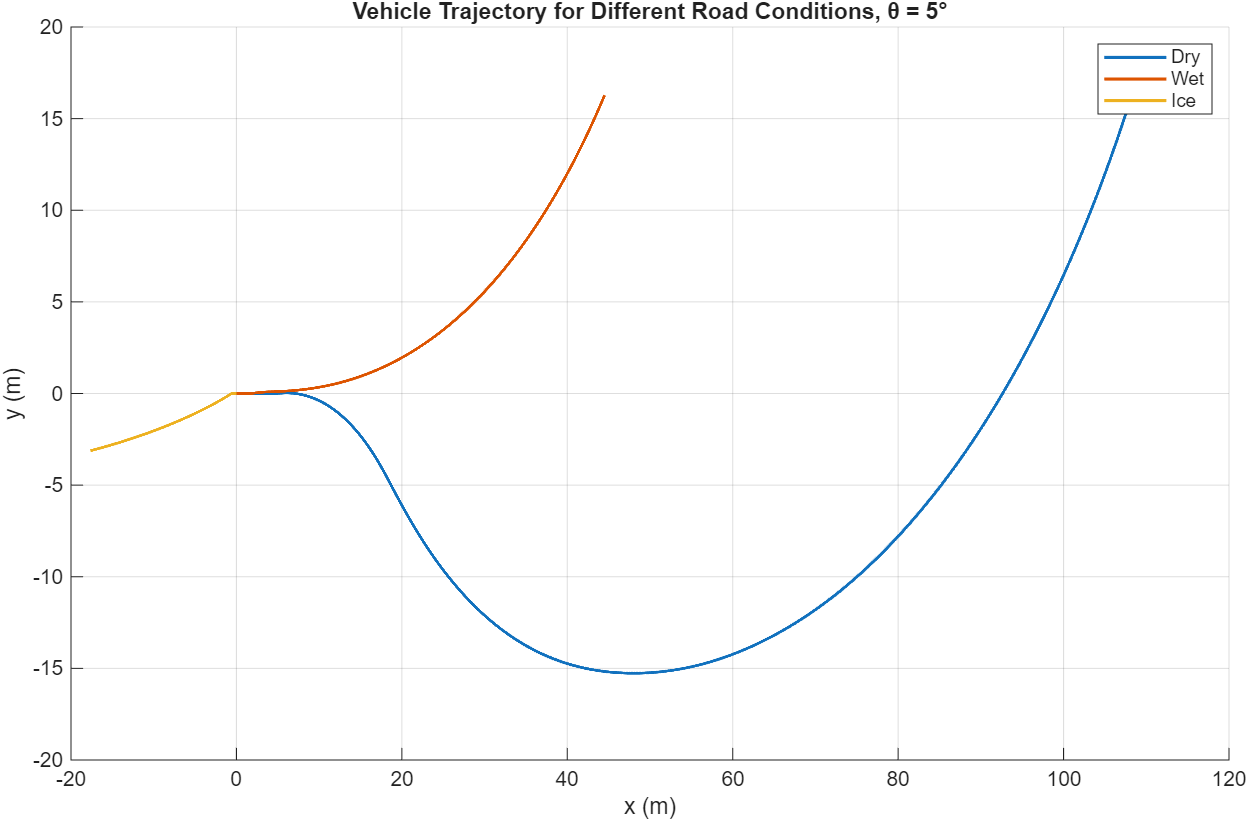 Vehicle Trajectory for Different Road Conditions, θ = 5°
Dry
Wet
Ice
20
15
10
5
0
-5
-10
-15
-20
y (m)
-20 0 20 40 60 80 100 120
x (m)